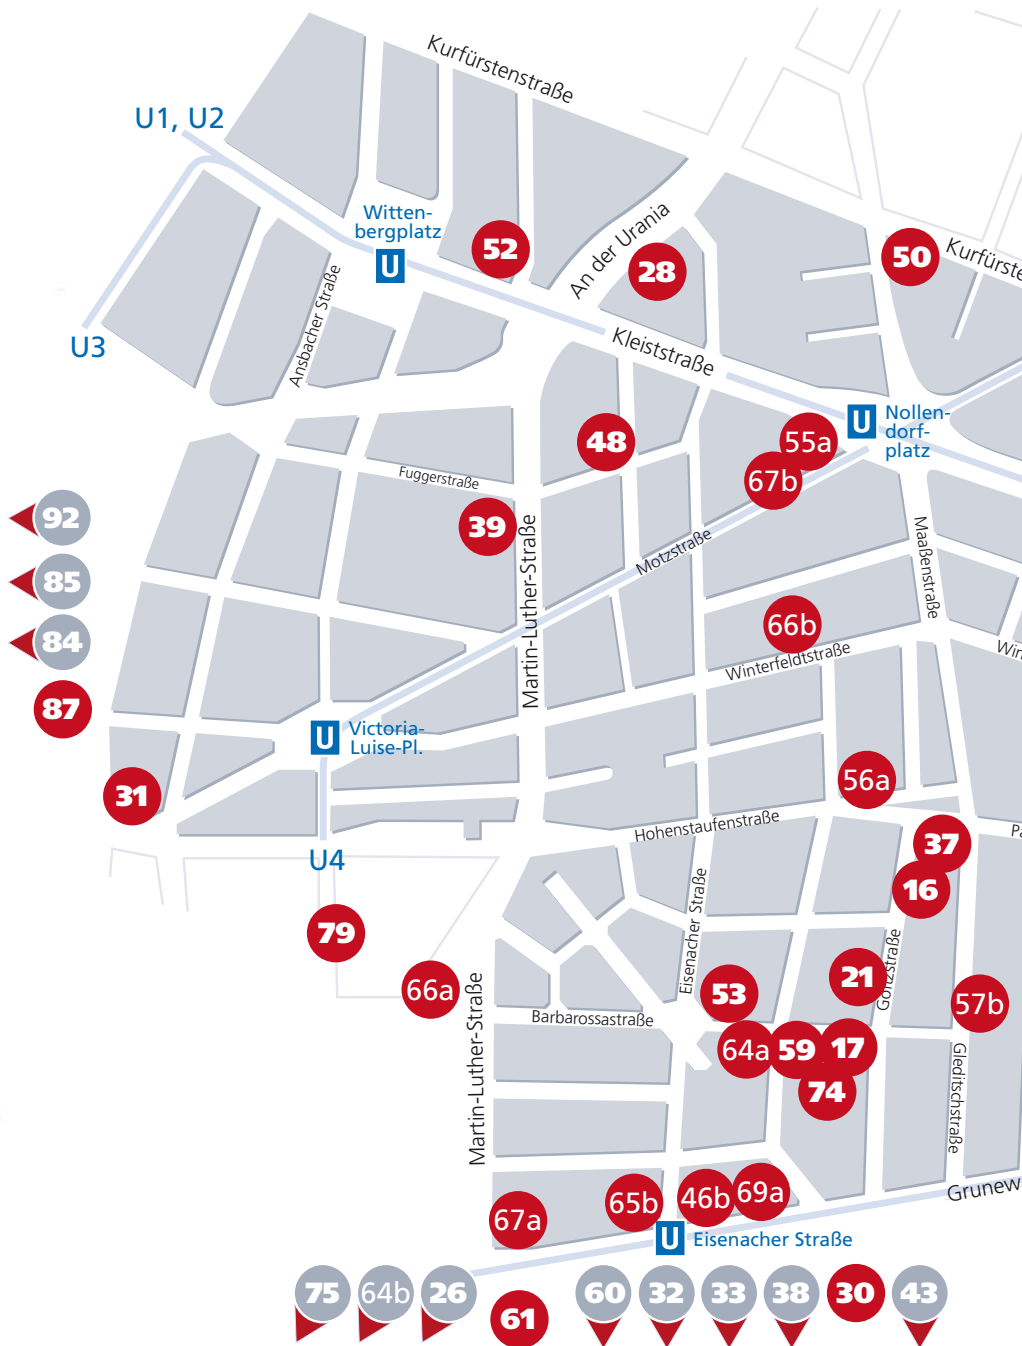 Kurfürstenstraße
U1, U2
Witten-
bergplatz
U
52
An der Urania
28
50
Kurfürste
Ansbacher Straße
U3
Kleiststraße
U
Nollen-
dorf-
platz
48
55a
67b
Fuggerstraße
39
92
85
84
87
Martin-Luther-Straße
Motzstraße
Maaßenstraße
66b
Winterfeldtstraße
Win
U
Victoria-
Luise-Pl.
31
56a
Hohenstaufenstraße
37
Pa
U4
16
Eisenacher Straße
79
66a
53
21
Goltzstraße
57b
Martin-Luther-Straße
Barbarossastraße
64a
59
17
74
Gleditschstraße
Grunew
67a
65b
46b
69a
U
Eisenacher Straße
75
64b
26
61
60
32
33
38
30
43